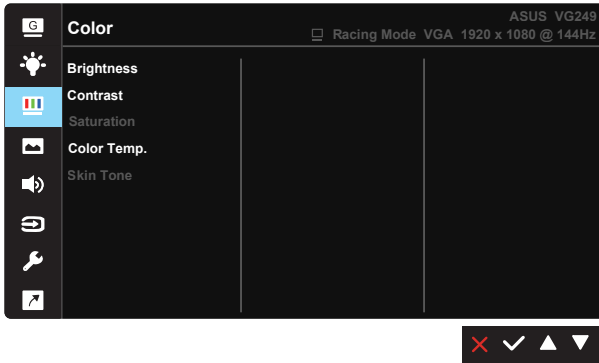 G
Color
ASUS VG249
Racing Mode VGA 1920 x 1080 @ 144Hz
Brightness
Contrast
Saturation
Color Temp.
Skin Tone